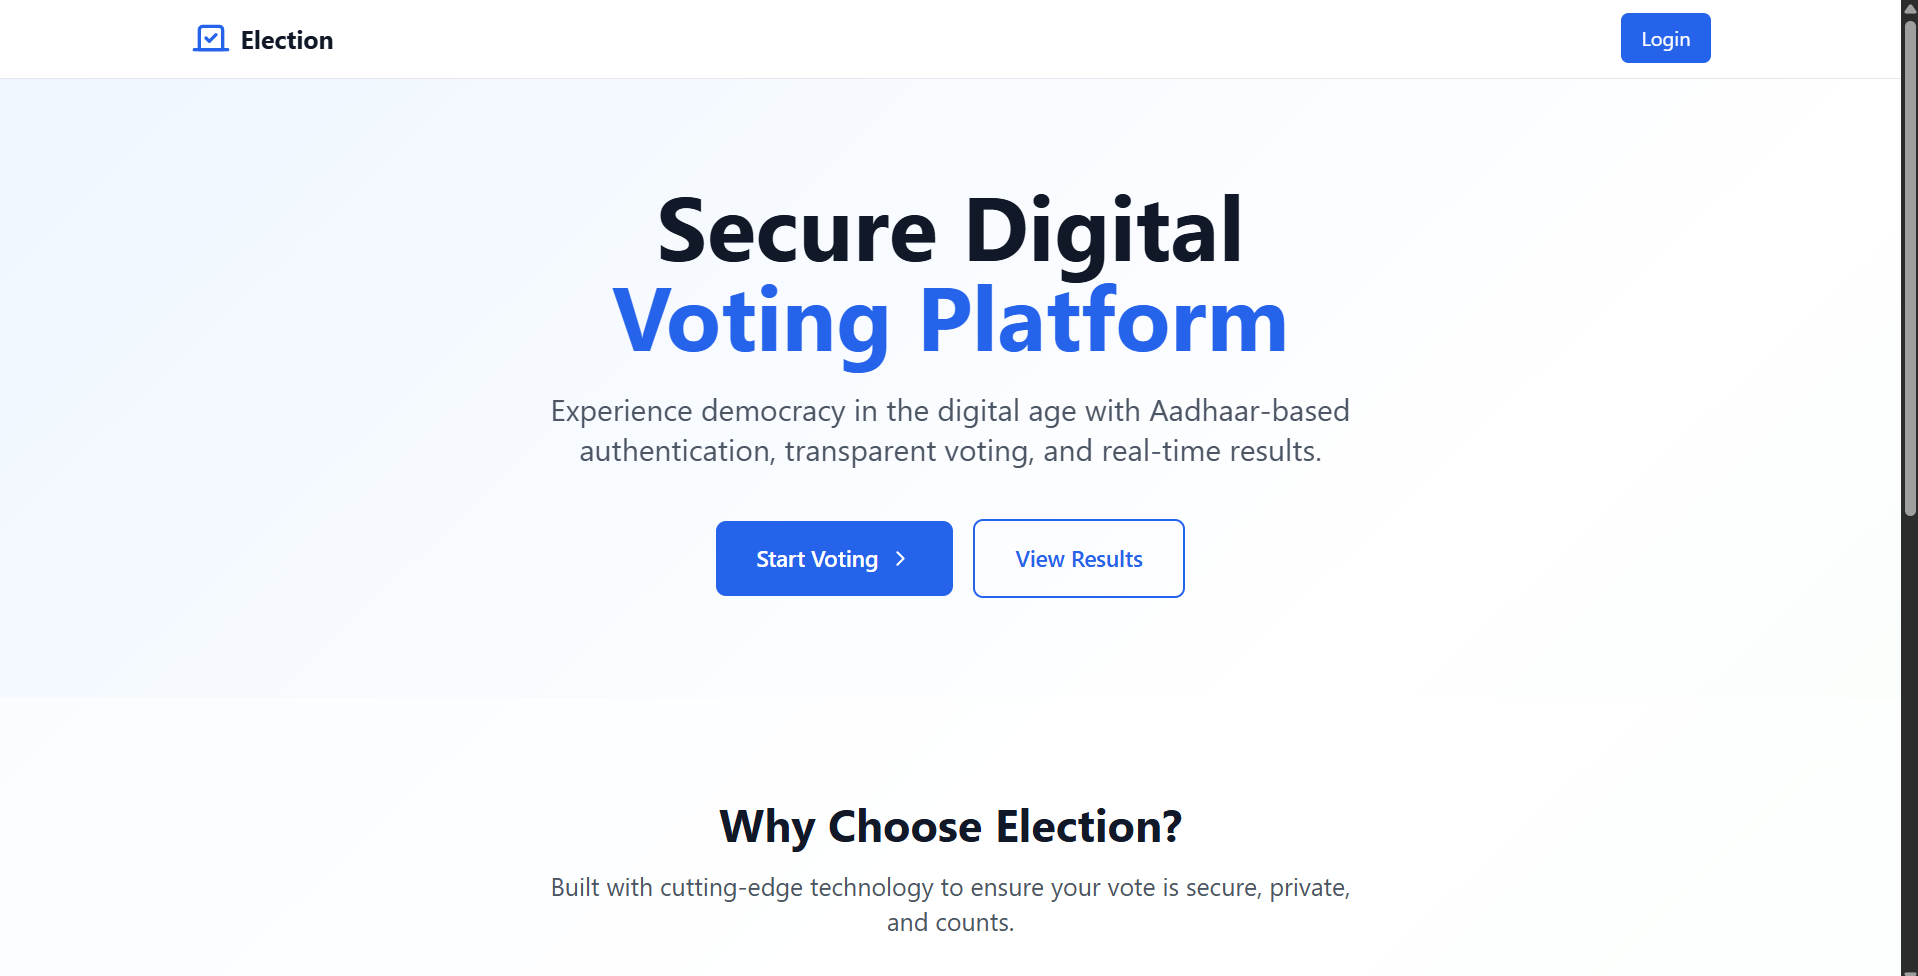 Election
Login
Secure Digital
Voting Platform
Experience democracy in the digital age with Aadhaar-based
authentication, transparent voting, and real-time results.
Start Voting
View Results
Why Choose Election?
Built with cutting-edge technology to ensure your vote is secure, private,
and counts.